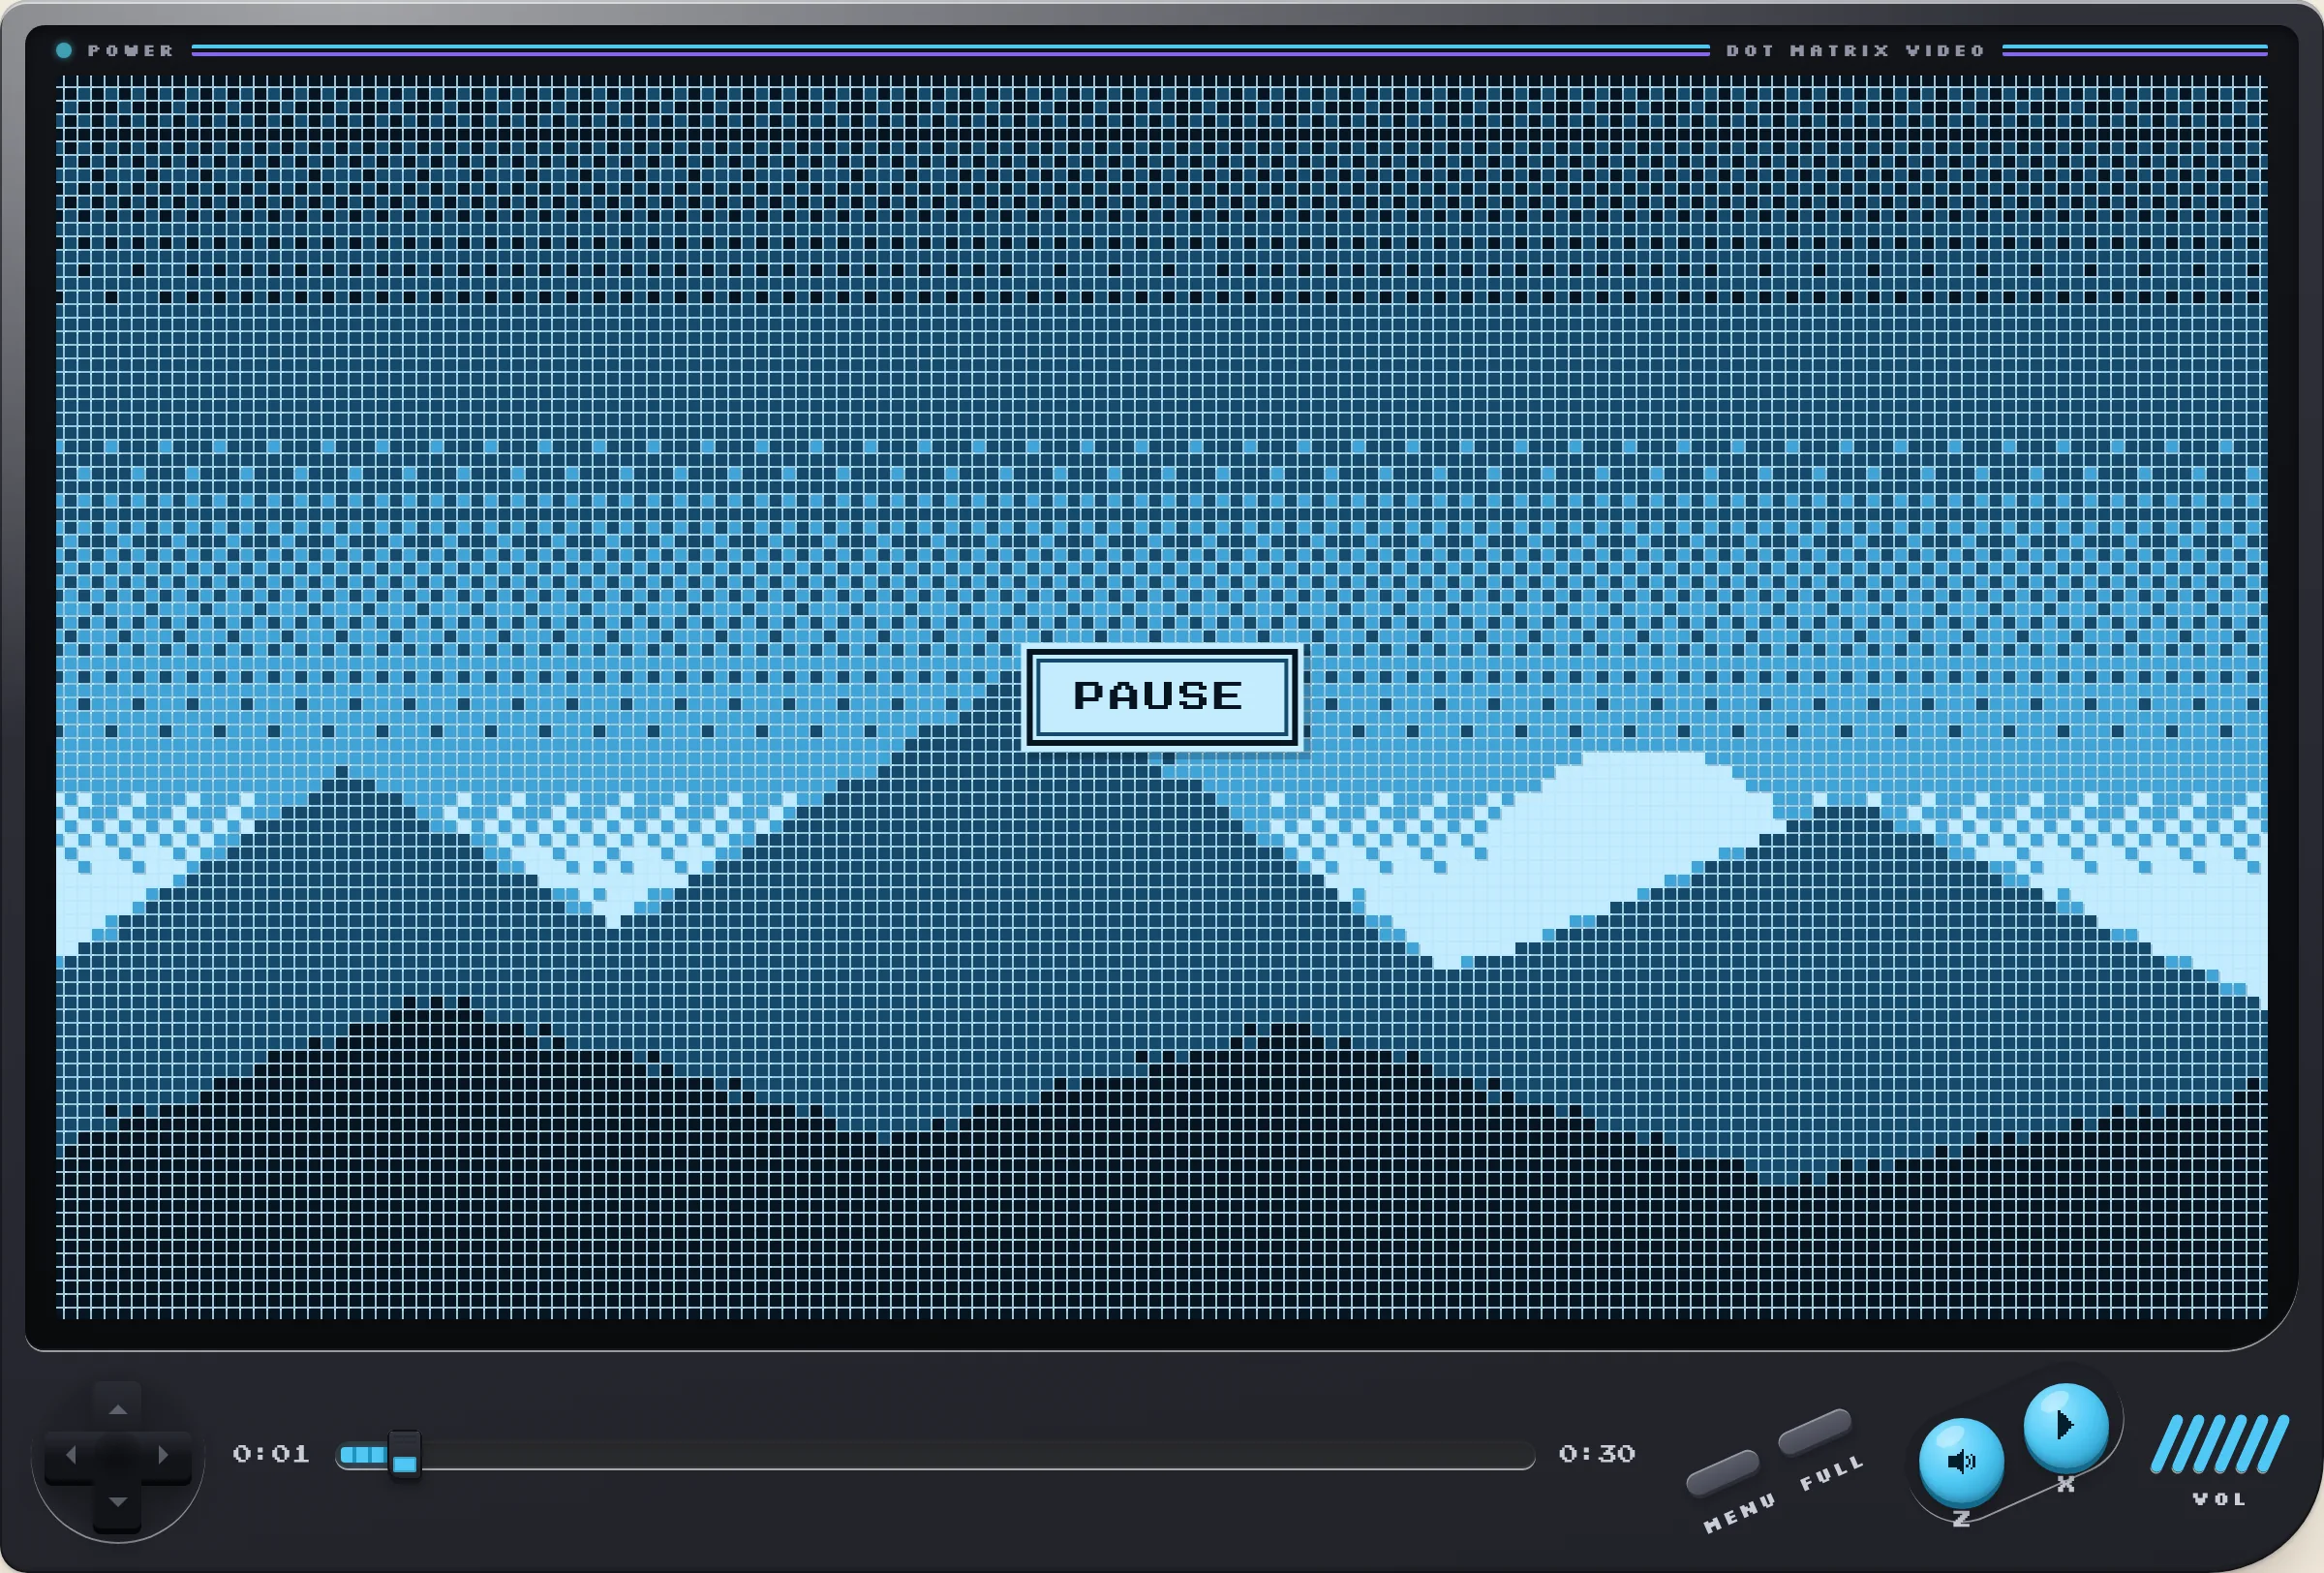 POWER
DOT MATRIX VIDEO
PAUSE
0:01
0:30
MENU
FULL
Z
X
VOL